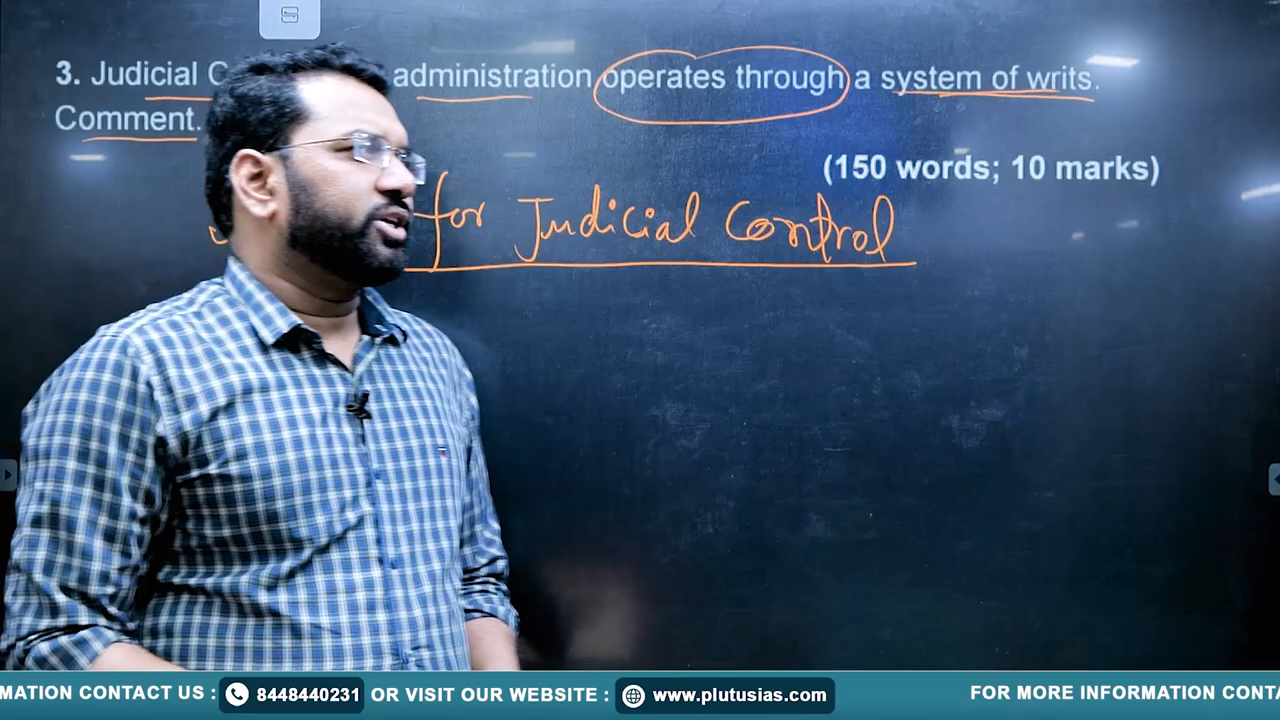 3. Judicial C administration operates through a system of writs.
Comment.
(150 words; 10 marks)
for Judicial Control
MATION CONTACT US : 8448440231 OR VISIT OUR WEBSITE : www.plutusias.com FOR MORE INFORMATION CONTA